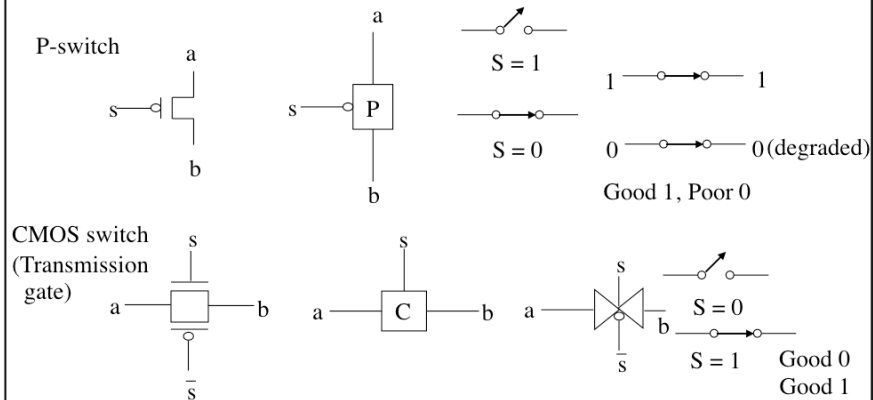 P-switch
a
s
b
a
s
P
b
S = 1
S = 0
1
1
0
0(degraded)
Good 1, Poor 0
CMOS switch
(Transmission
gate)
s
a
b
s̅
s
a
C
b
s
a
b
s̅
S = 0
S = 1
Good 0
Good 1